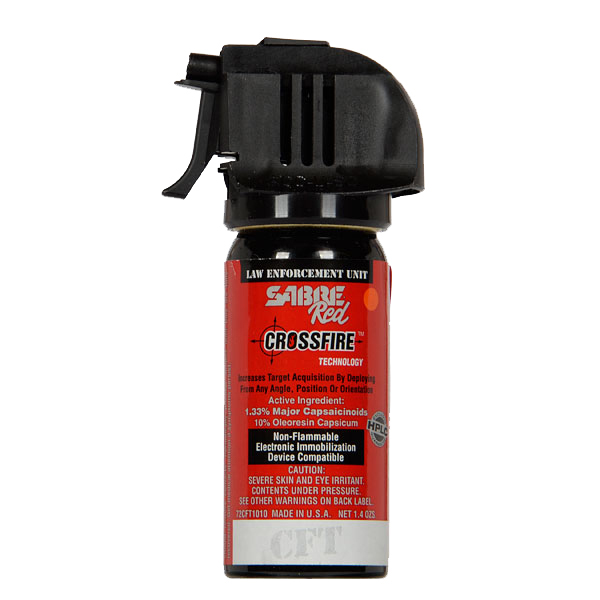 LAW ENFORCEMENT UNIT
SABRE
Red
CROSSFIRE™
TECHNOLOGY
Increases Target Acquisition By Deploying
From Any Angle, Position Or Orientation
Active Ingredient:
1.33% Major Capsaicinoids
10% Oleoresin Capsicum
HPLC
Non-Flammable
Electronic Immobilization
Device Compatible
CAUTION:
SEVERE SKIN AND EYE IRRITANT.
CONTENTS UNDER PRESSURE.
SEE OTHER WARNINGS ON BACK LABEL.
72CFT1010 MADE IN U.S.A. NET 1.4 OZS.
CFT